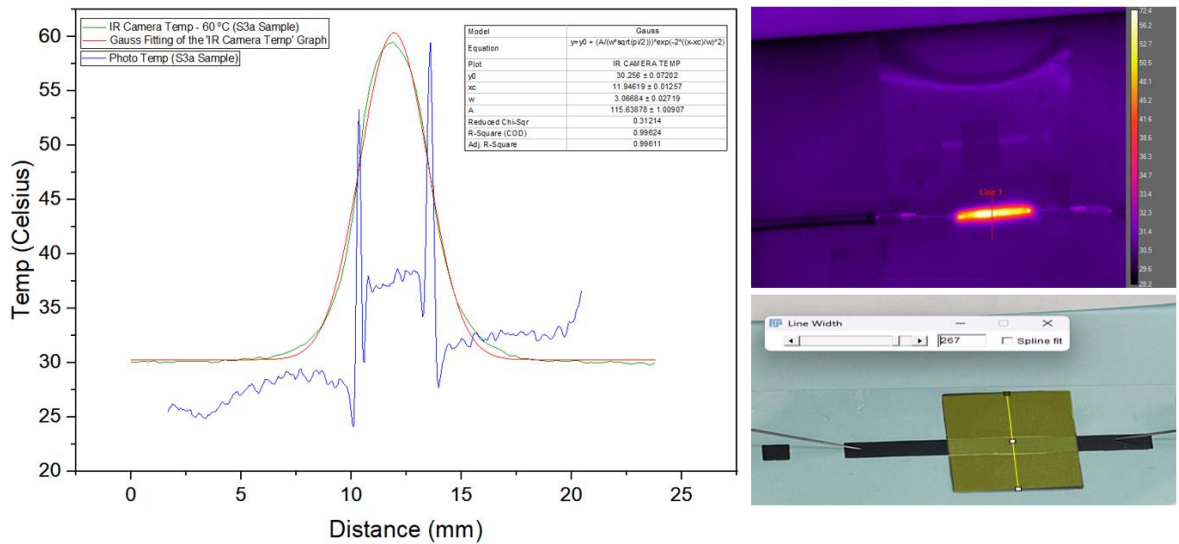 IR Camera Temp - 60 ºC (S3a Sample)
Gauss Fitting of the 'IR Camera Temp' Graph
Photo Temp (S3a Sample)
Model Gauss
Equation y=y0 + (A/(w*sqrt(pi/2)))*exp(-2*((x-xc)/w)^2)
Plot IR CAMERA TEMP
y0 30.256 ± 0.07202
xc 11.94619 ± 0.01257
w 3.06684 ± 0.02719
A 115.63878 ± 1.00907
Reduced Chi-Sqr 0.31214
R-Square (COD) 0.99624
Adj. R-Square 0.99611
Temp (Celsius)
60
55
50
45
40
35
30
25
20
0 5 10 15 20 25
Distance (mm)
Line 1
72.4
56.2
52.7
50.5
48.6
45.2
41.6
39.0
36.3
34.7
33.4
32.3
31.4
30.5
29.6
28.2
Line Width
267 Spline fit